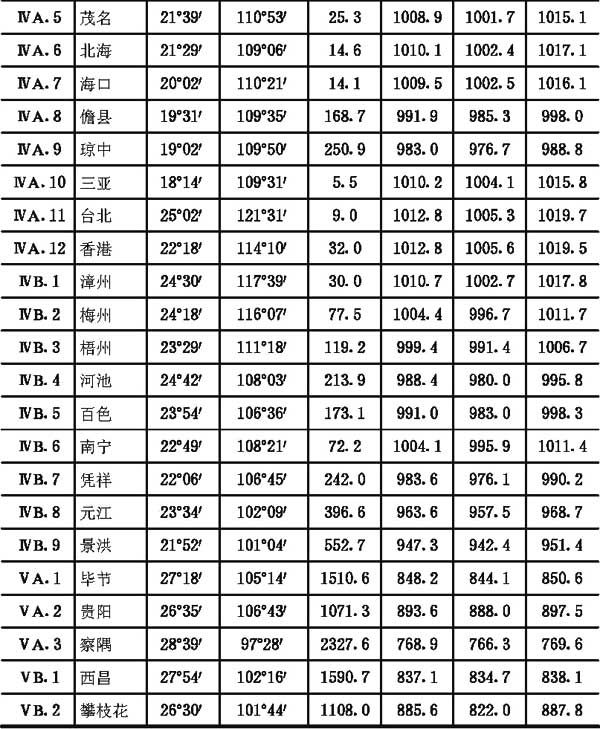 ⅣA.5 茂名 21°39′ 110°53′ 25.3 1008.9 1001.7 1015.1
ⅣA.6 北海 21°29′ 109°06′ 14.6 1010.1 1002.4 1017.1
ⅣA.7 海口 20°02′ 110°21′ 14.1 1009.5 1002.5 1016.1
ⅣA.8 儋县 19°31′ 109°35′ 168.7 991.9 985.3 998.0
ⅣA.9 琼中 19°02′ 109°50′ 250.9 983.0 976.7 988.8
ⅣA.10 三亚 18°14′ 109°31′ 5.5 1010.2 1004.1 1015.8
ⅣA.11 台北 25°02′ 121°31′ 9.0 1012.8 1005.3 1019.7
ⅣA.12 香港 22°18′ 114°10′ 32.0 1012.8 1005.6 1019.5
ⅣB.1 漳州 24°30′ 117°39′ 30.0 1010.7 1002.7 1017.8
ⅣB.2 梅州 24°18′ 116°07′ 77.5 1004.4 996.7 1011.7
ⅣB.3 梧州 23°29′ 111°18′ 119.2 999.4 991.4 1006.7
ⅣB.4 河池 24°42′ 108°03′ 213.9 988.4 980.0 995.8
ⅣB.5 百色 23°54′ 106°36′ 173.1 991.0 983.0 998.3
ⅣB.6 南宁 22°49′ 108°21′ 72.2 1004.1 995.9 1011.4
ⅣB.7 凭祥 22°06′ 106°45′ 242.0 983.6 976.1 990.2
ⅣB.8 元江 23°34′ 102°09′ 396.6 963.6 957.5 968.7
ⅣB.9 景洪 21°52′ 101°04′ 552.7 947.3 942.4 951.4
ⅤA.1 毕节 27°18′ 105°14′ 1510.6 848.2 844.1 850.6
ⅤA.2 贵阳 26°35′ 106°43′ 1071.3 893.6 888.0 897.5
ⅤA.3 察隅 28°39′ 97°28′ 2327.6 768.9 766.3 769.6
ⅤB.1 西昌 27°54′ 102°16′ 1590.7 837.1 834.7 838.1
ⅤB.2 攀枝花 26°30′ 101°44′ 1108.0 885.6 822.0 887.8